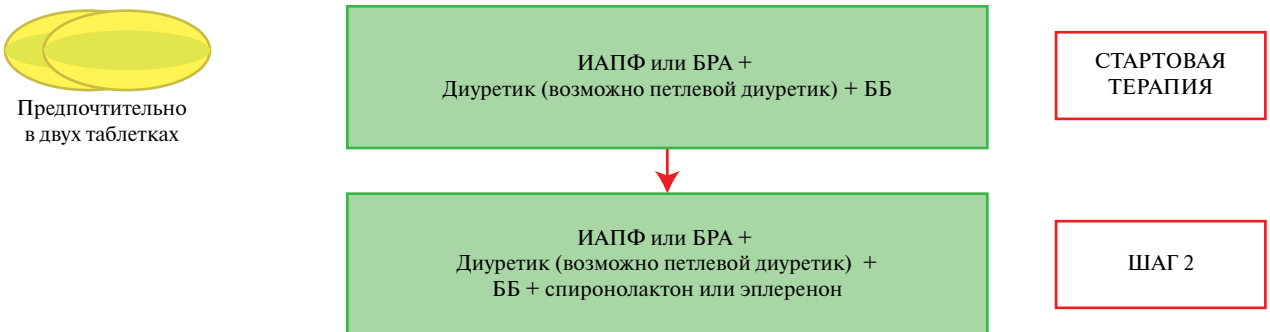 Предпочтительно
в двух таблетках
ИАПФ или БРА +
Диуретик (возможно петлевой диуретик) + ББ
СТАРТОВАЯ
ТЕРАПИЯ
ИАПФ или БРА +
Диуретик (возможно петлевой диуретик) +
ББ + спиронолактон или эплеренон
ШАГ 2